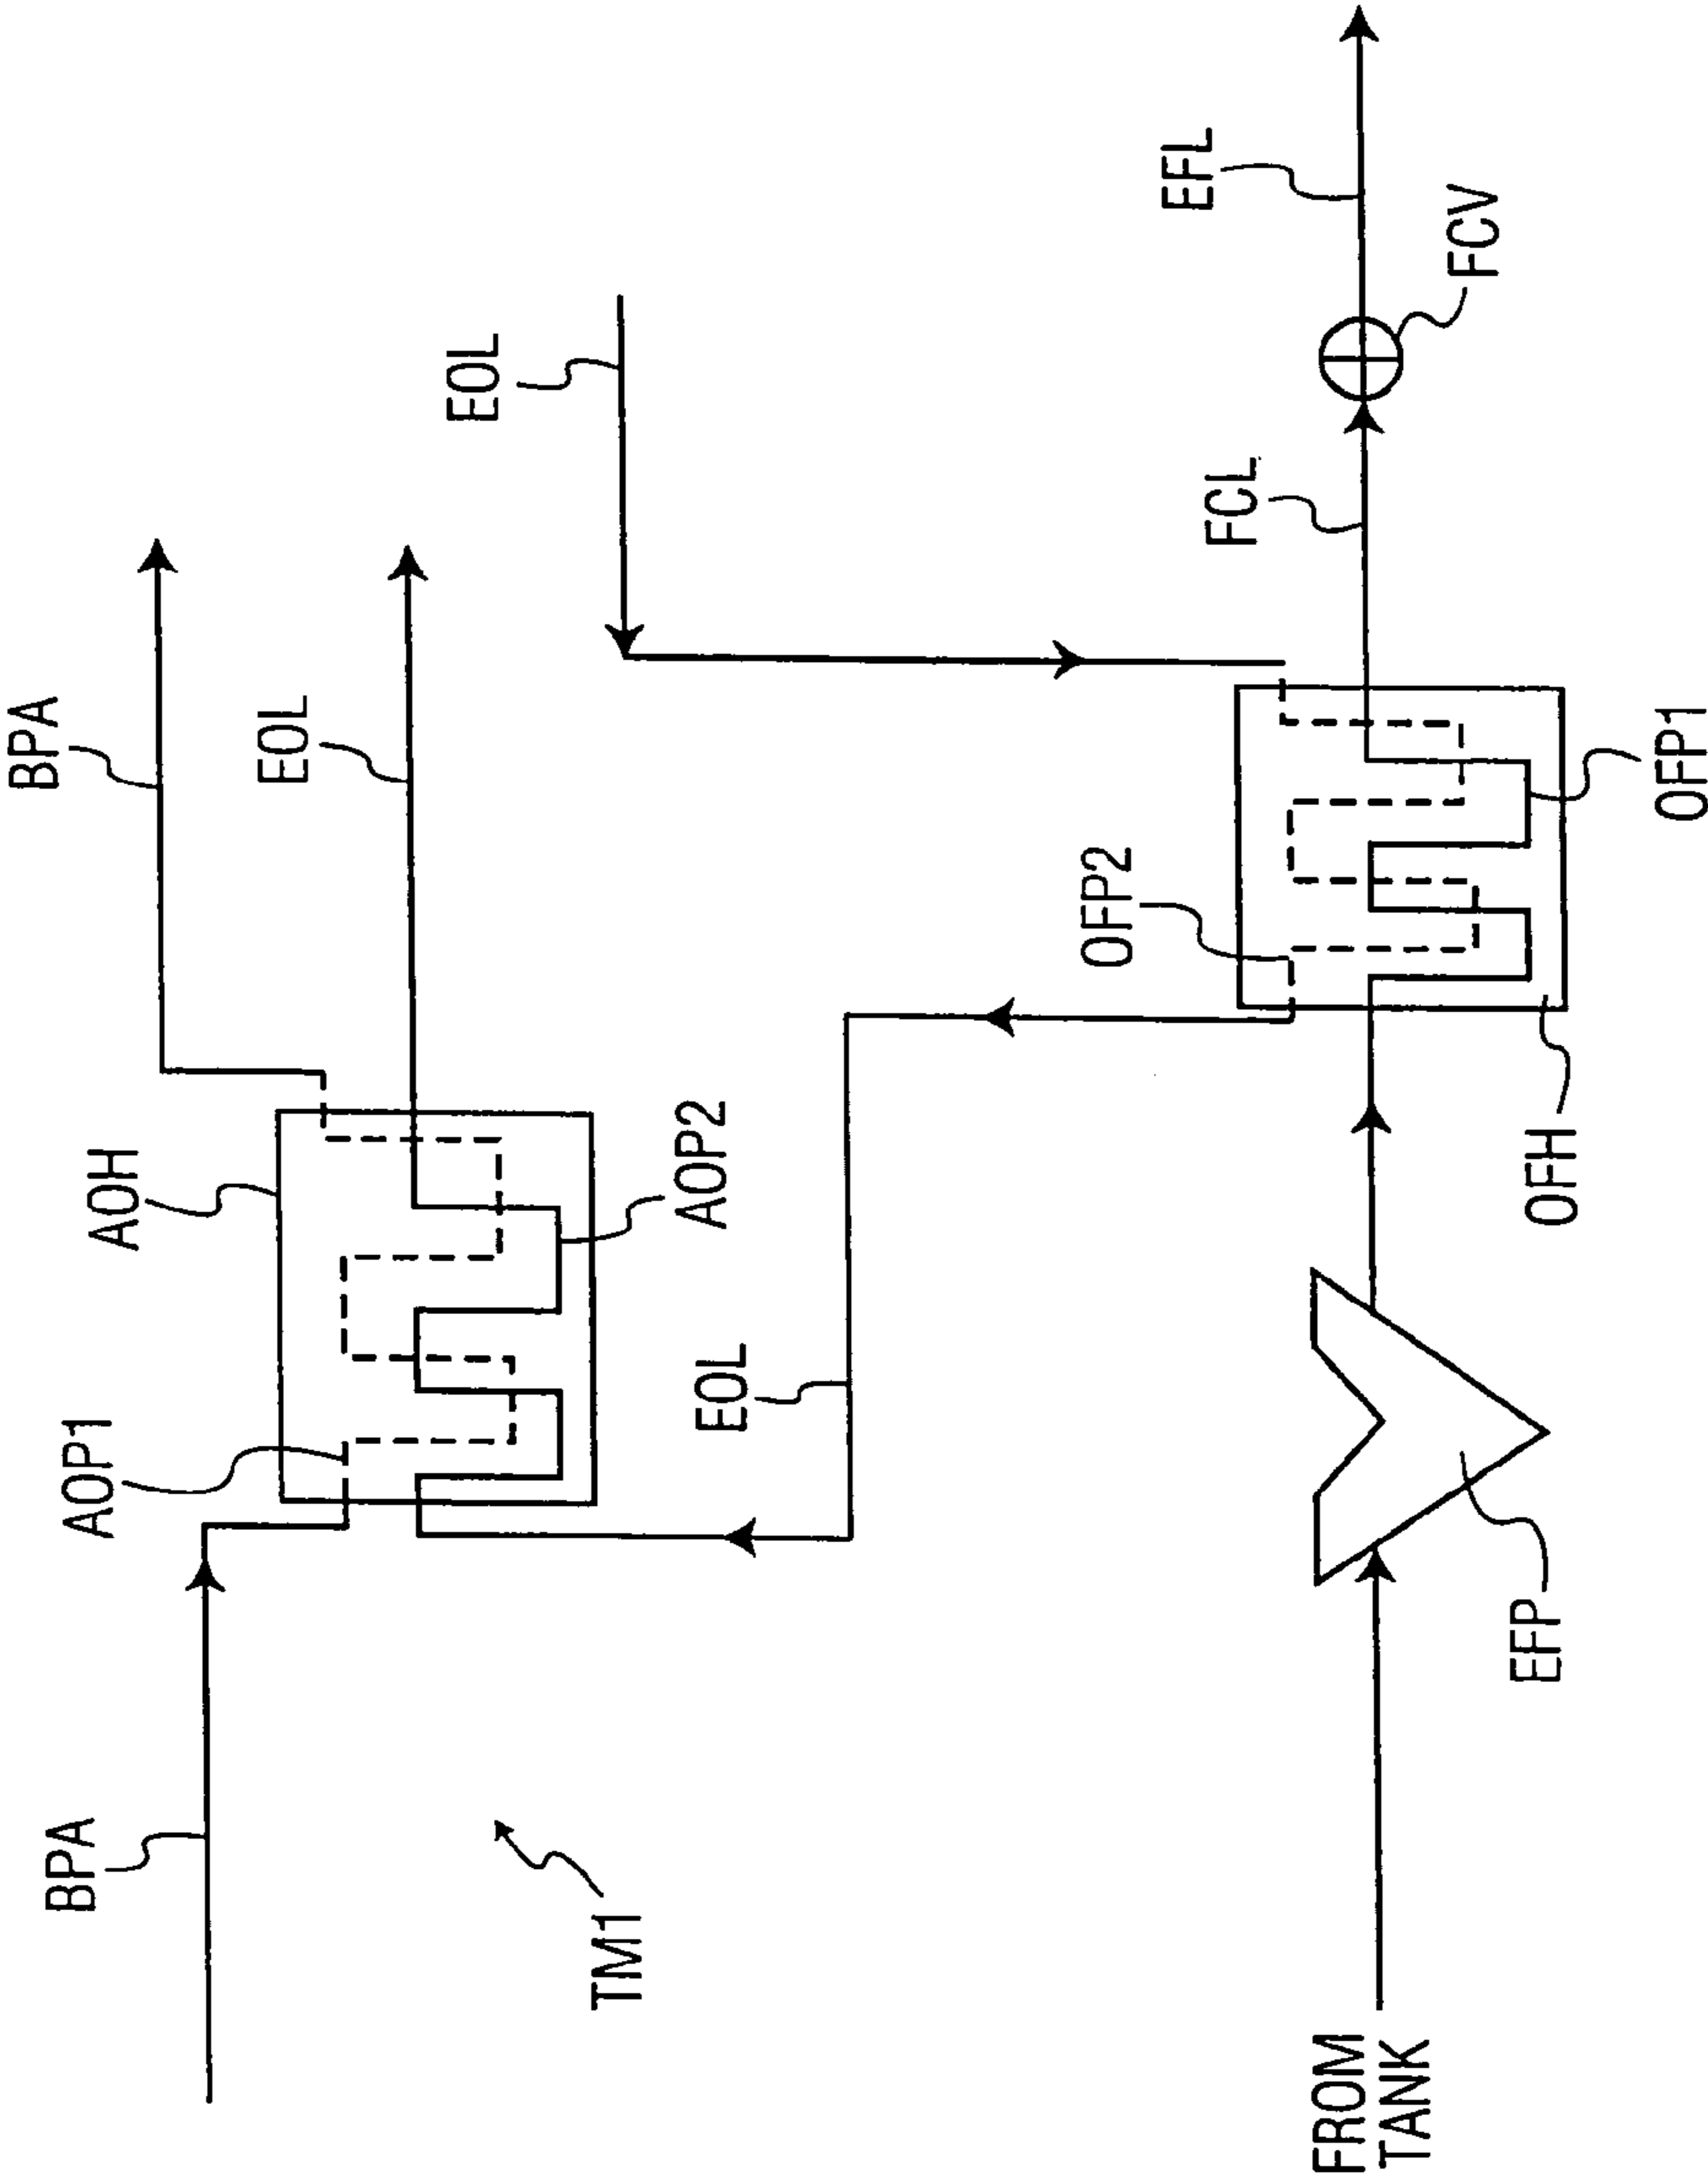 BPA
BPA
AOP1
AOH
EOL
EOL
TM1
AOP2
EOL
OFP2
EFL
FCL
FROM
TANK
FCV
EFP
OFH
OFP1